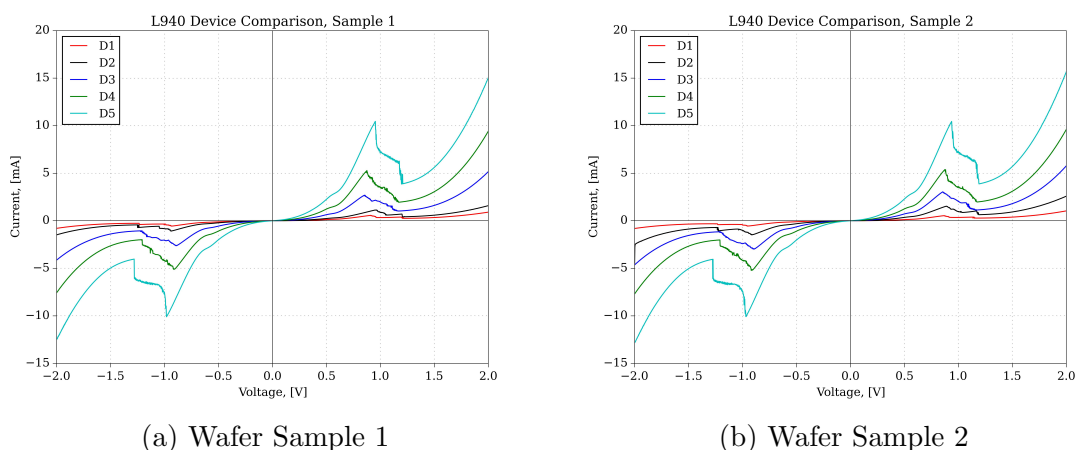 L940 Device Comparison, Sample 1
20
15
10
5
0
−5
−10
−15
−2.0 −1.5 −1.0 −0.5 0.0 0.5 1.0 1.5 2.0
Current, [mA]
Voltage, [V]
D1
D2
D3
D4
D5
(a) Wafer Sample 1
L940 Device Comparison, Sample 2
20
15
10
5
0
−5
−10
−15
−2.0 −1.5 −1.0 −0.5 0.0 0.5 1.0 1.5 2.0
Current, [mA]
Voltage, [V]
D1
D2
D3
D4
D5
(b) Wafer Sample 2